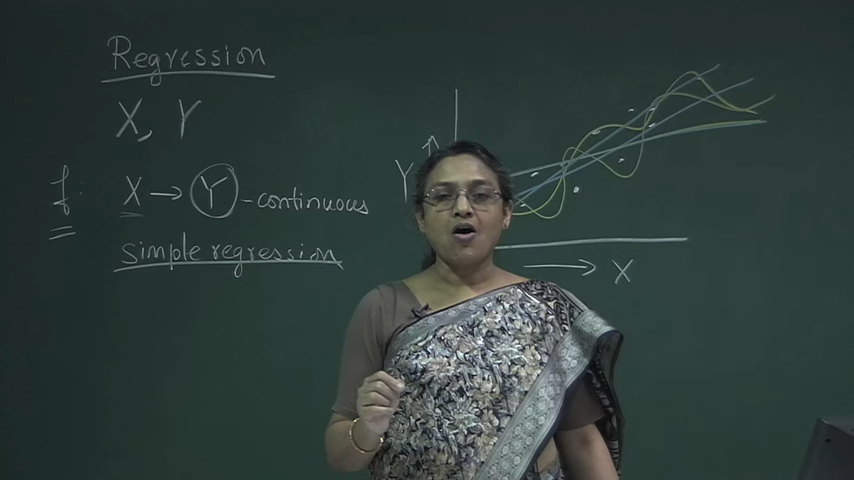 Regression
X, Y
f: X → Y - continuous
simple regression
Y
X